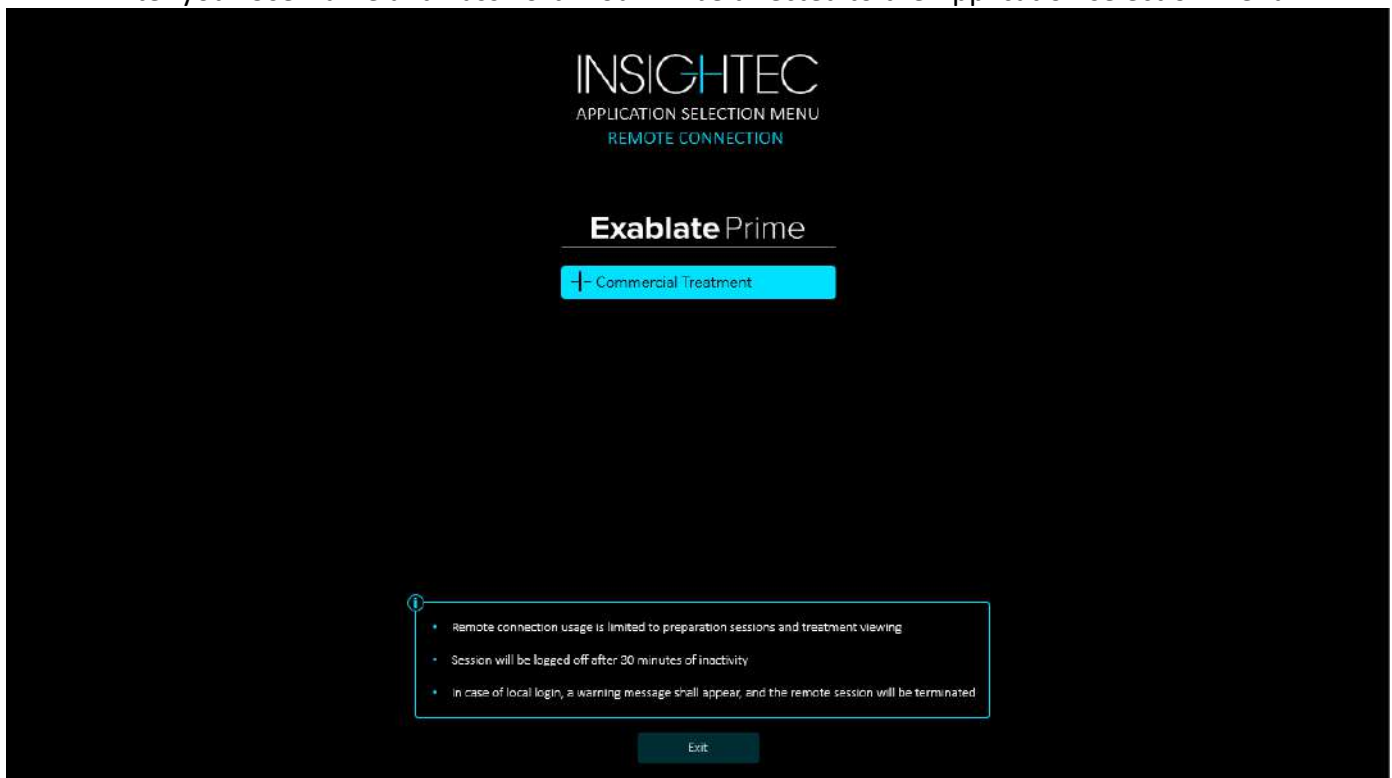 INSIGHTEC
APPLICATION SELECTION MENU
REMOTE CONNECTION
Exablate Prime
Commercial Treatment
• Remote connection usage is limited to preparation sessions and treatment viewing
• Session will be logged off after 30 minutes of inactivity
• In case of local login, a warning message shall appear, and the remote session will be terminated
Exit